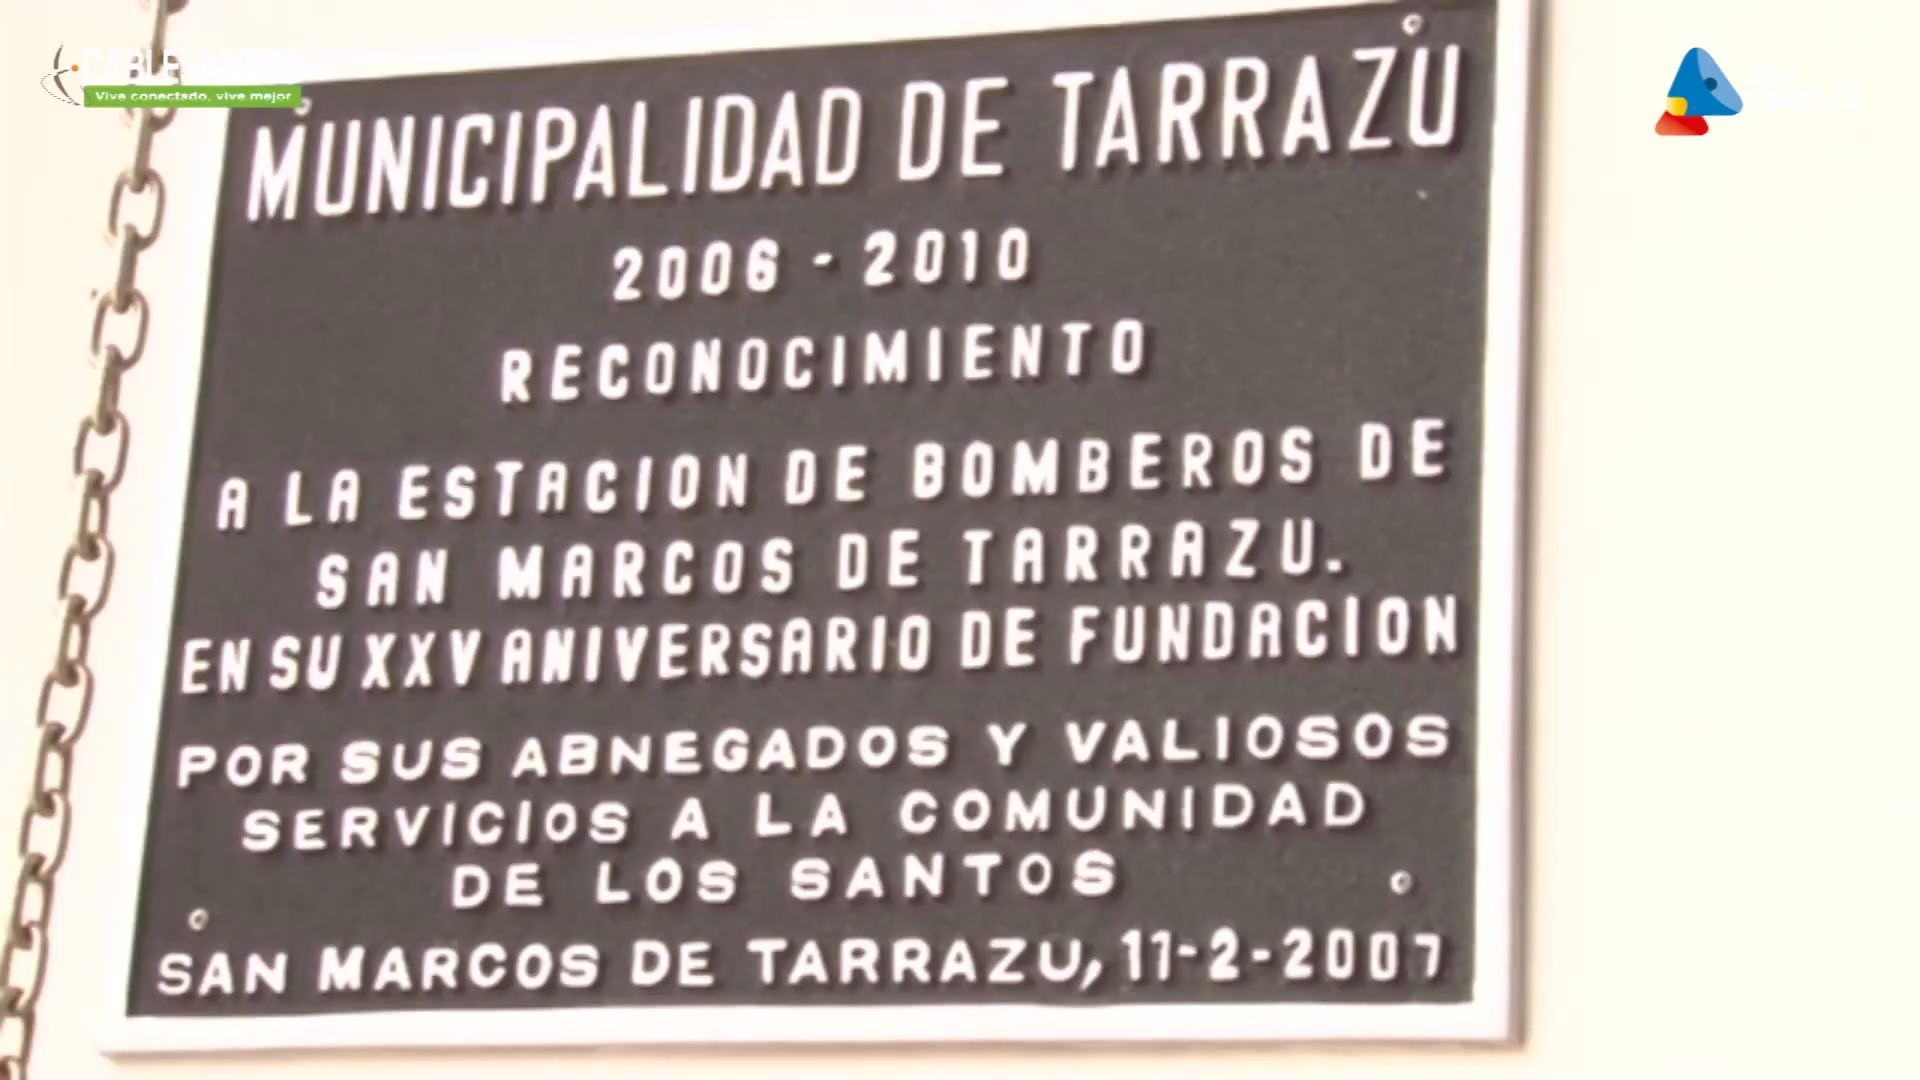 Vive conectado, vive mejor
MUNICIPALIDAD DE TARRAZU
2006 - 2010
RECONOCIMIENTO
A LA ESTACION DE BOMBEROS DE
SAN MARCOS DE TARRAZU.
EN SU XXV ANIVERSARIO DE FUNDACION
POR SUS ABNEGADOS Y VALIOSOS
SERVICIOS A LA COMUNIDAD
DE LOS SANTOS
SAN MARCOS DE TARRAZU, 11-2-2007